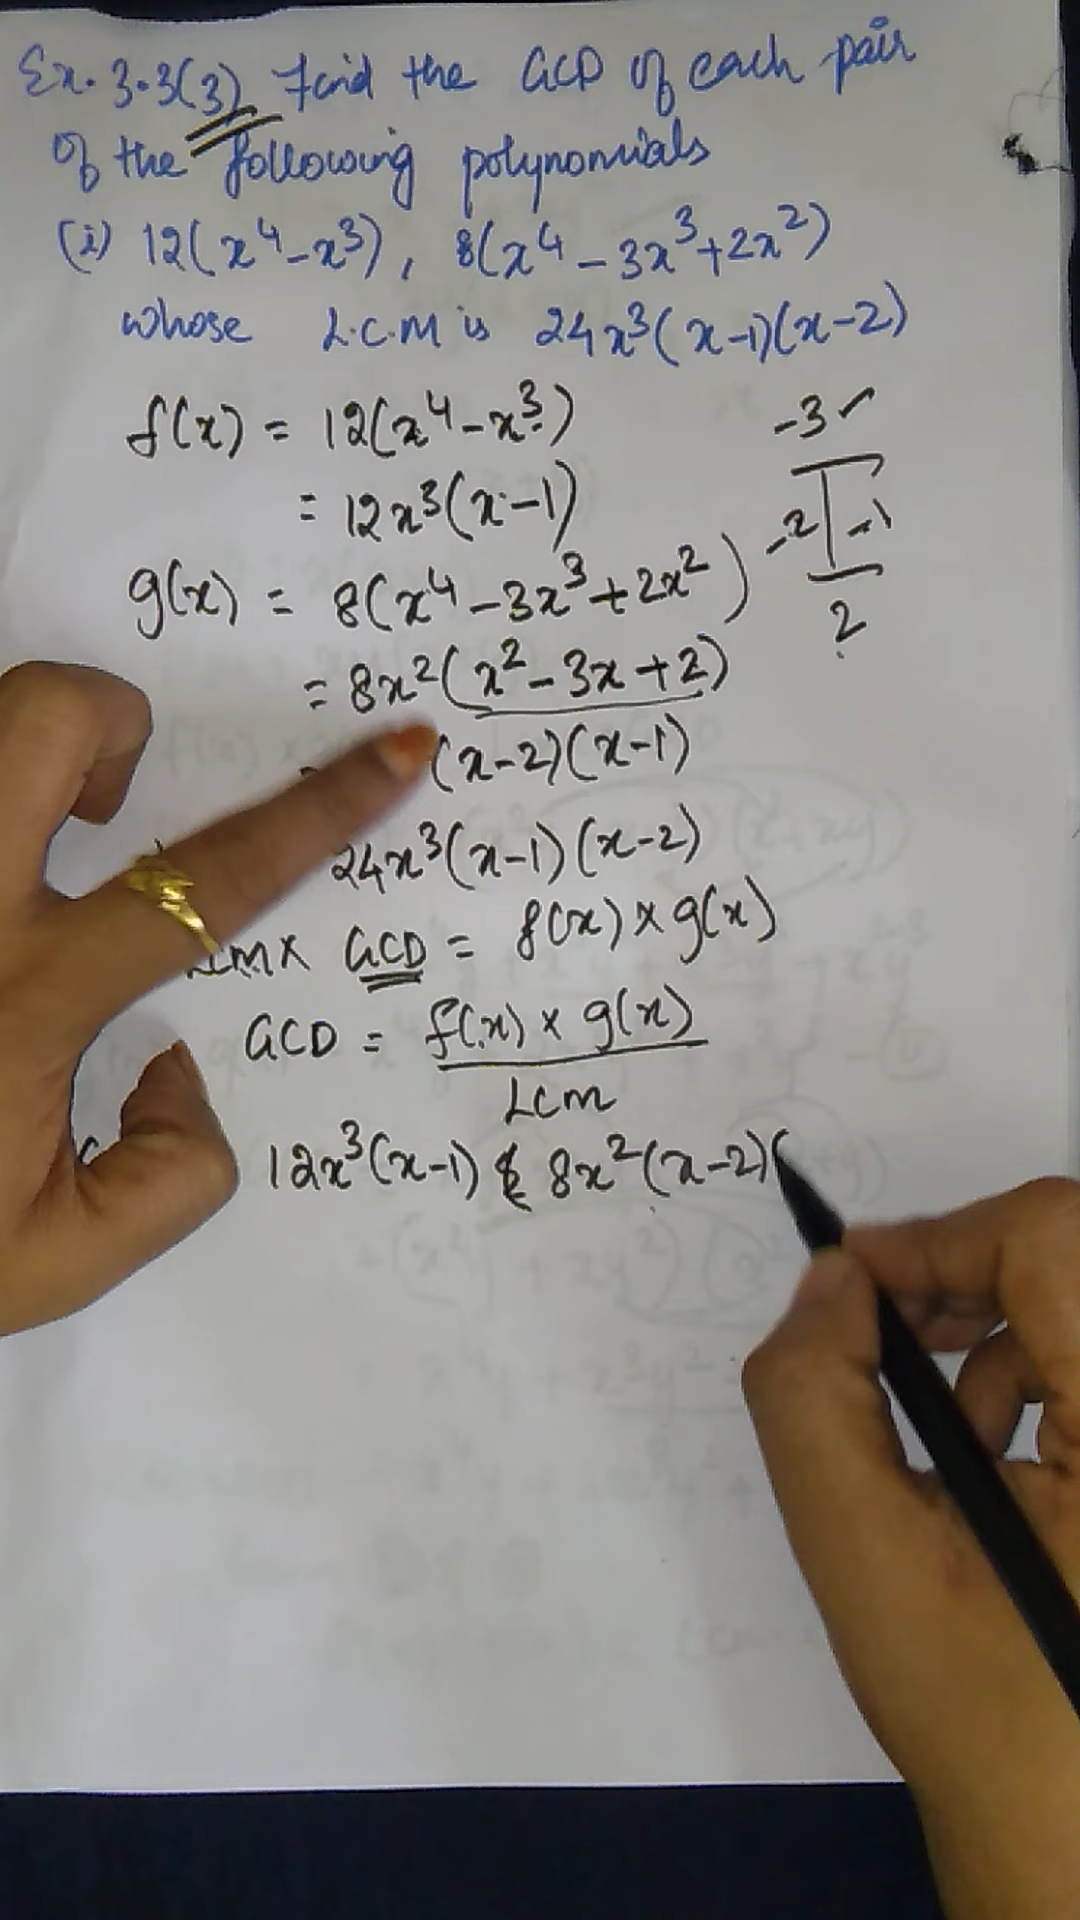 Ex. 3.3(3) Find the GCD of each pair
of the following polynomials
(i) 12(x⁴-x³), 8(x⁴-3x³+2x²)
whose L.C.M is 24x³(x-1)(x-2)
f(x) = 12(x⁴-x³)
= 12x³(x-1)
-3 ✓
-2 | -1
2
g(x) = 8(x⁴-3x³+2x²)
= 8x²(x²-3x+2)
(x-2)(x-1)
24x³(x-1)(x-2)
LCM x GCD = f(x) x g(x)
GCD = f(x) x g(x)
LCM
12x³(x-1) 8x²(x-2)(